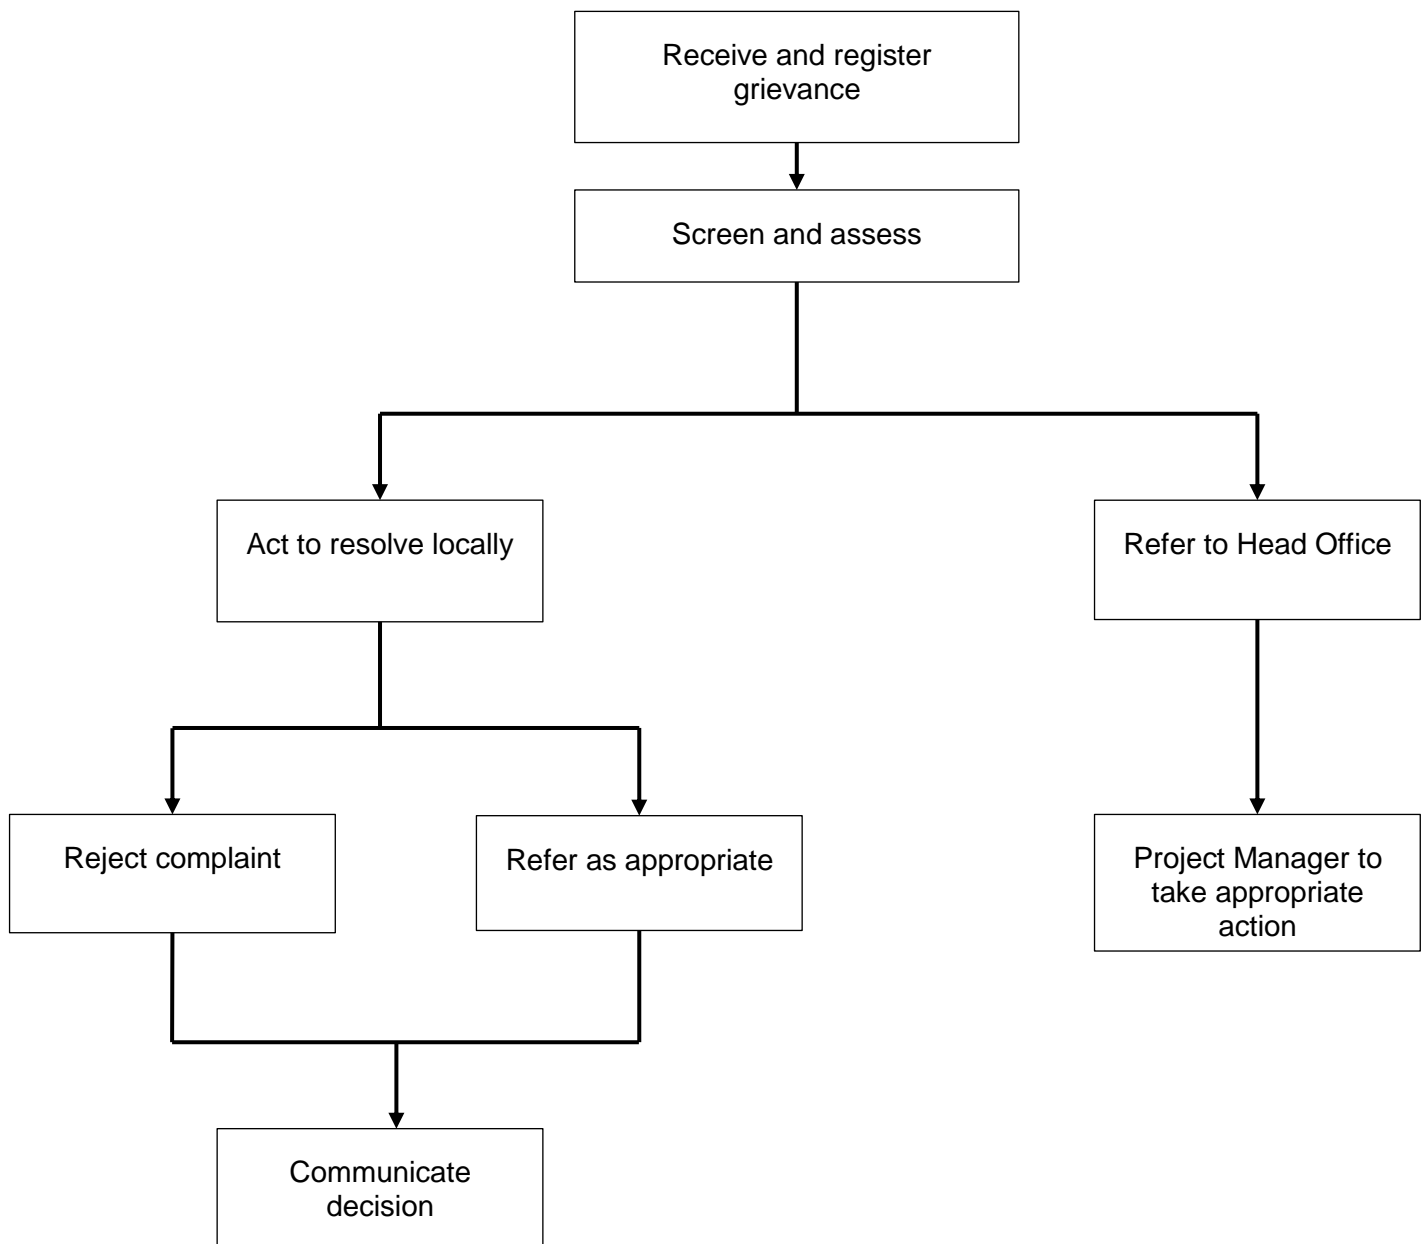 Receive and register
grievance
Screen and assess
Act to resolve locally
Refer to Head Office
Reject complaint
Refer as appropriate
Project Manager to
take appropriate
action
Communicate
decision